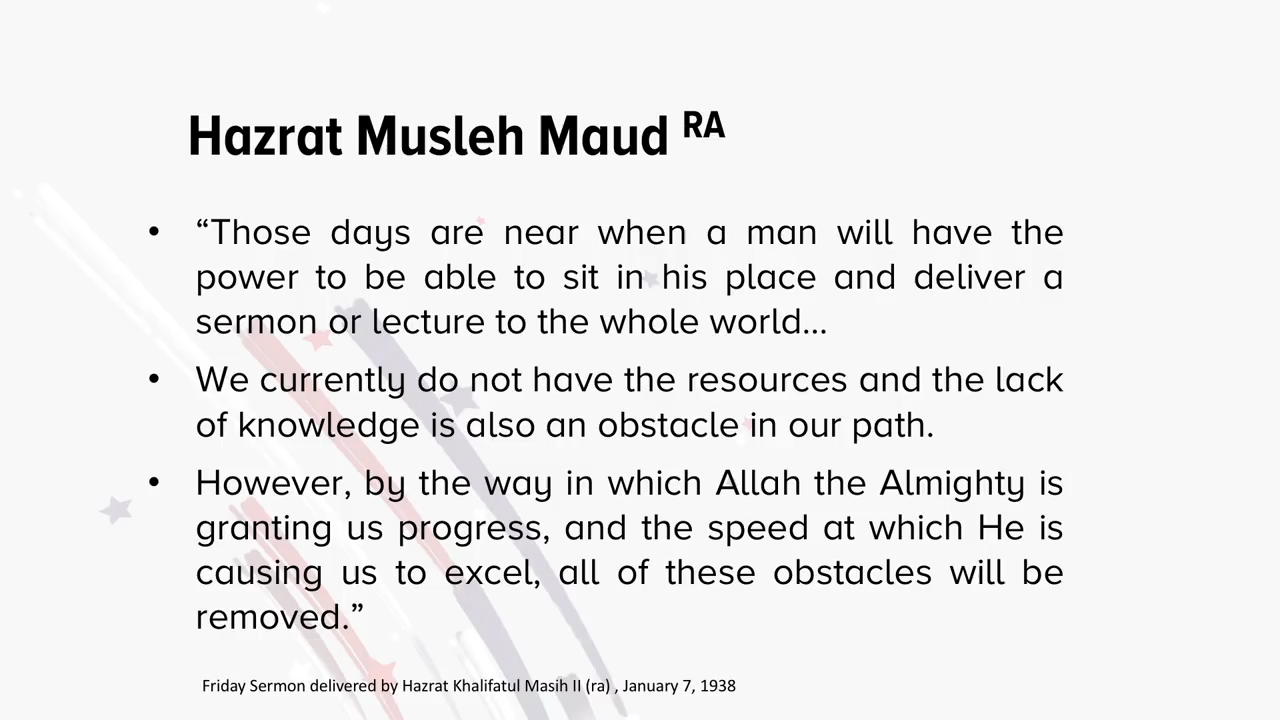 Hazrat Musleh Maud RA
• “Those days are near when a man will have the
power to be able to sit in his place and deliver a
sermon or lecture to the whole world...
• We currently do not have the resources and the lack
of knowledge is also an obstacle in our path.
• However, by the way in which Allah the Almighty is
granting us progress, and the speed at which He is
causing us to excel, all of these obstacles will be
removed.”
Friday Sermon delivered by Hazrat Khalifatul Masih II (ra) , January 7, 1938